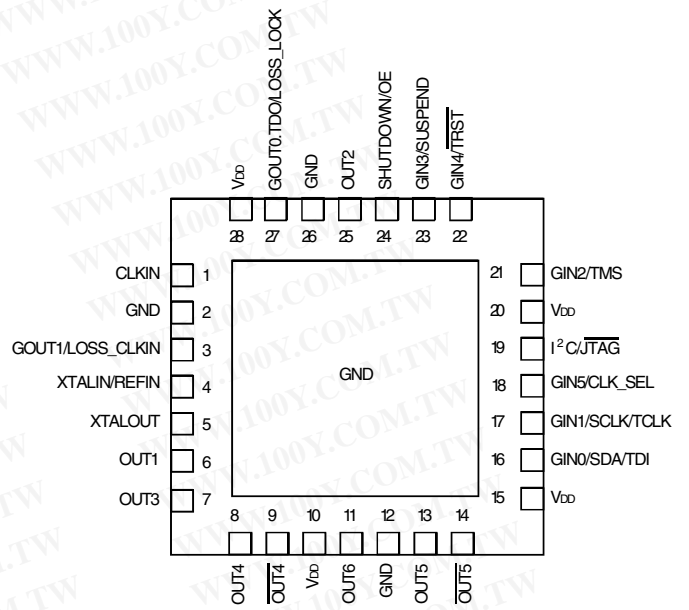 VDD
GOUT0.TDO/LOSS_LOCK
GND
OUT2
SHUTDOWN/OE
GIN3/SUSPEND
GIN4/TRST
28
27
26
25
24
23
22
CLKIN 1
GND 2
GOUT1/LOSS_CLKIN 3
XTALIN/REFIN 4
XTALOUT 5
OUT1 6
OUT3 7
GND
21 GIN2/TMS
20 VDD
19 I²C/JTAG
18 GIN5/CLK_SEL
17 GIN1/SCLK/TCLK
16 GIN0/SDA/TDI
15 VDD
8
9
10
11
12
13
14
OUT4
OUT4
VDD
OUT6
GND
OUT5
OUT5
WWW.100Y.COM.TW